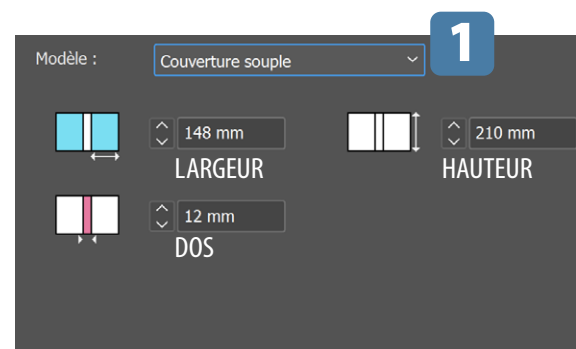 Modèle :
Couverture souple
1
148 mm
210 mm
LARGEUR
HAUTEUR
12 mm
DOS